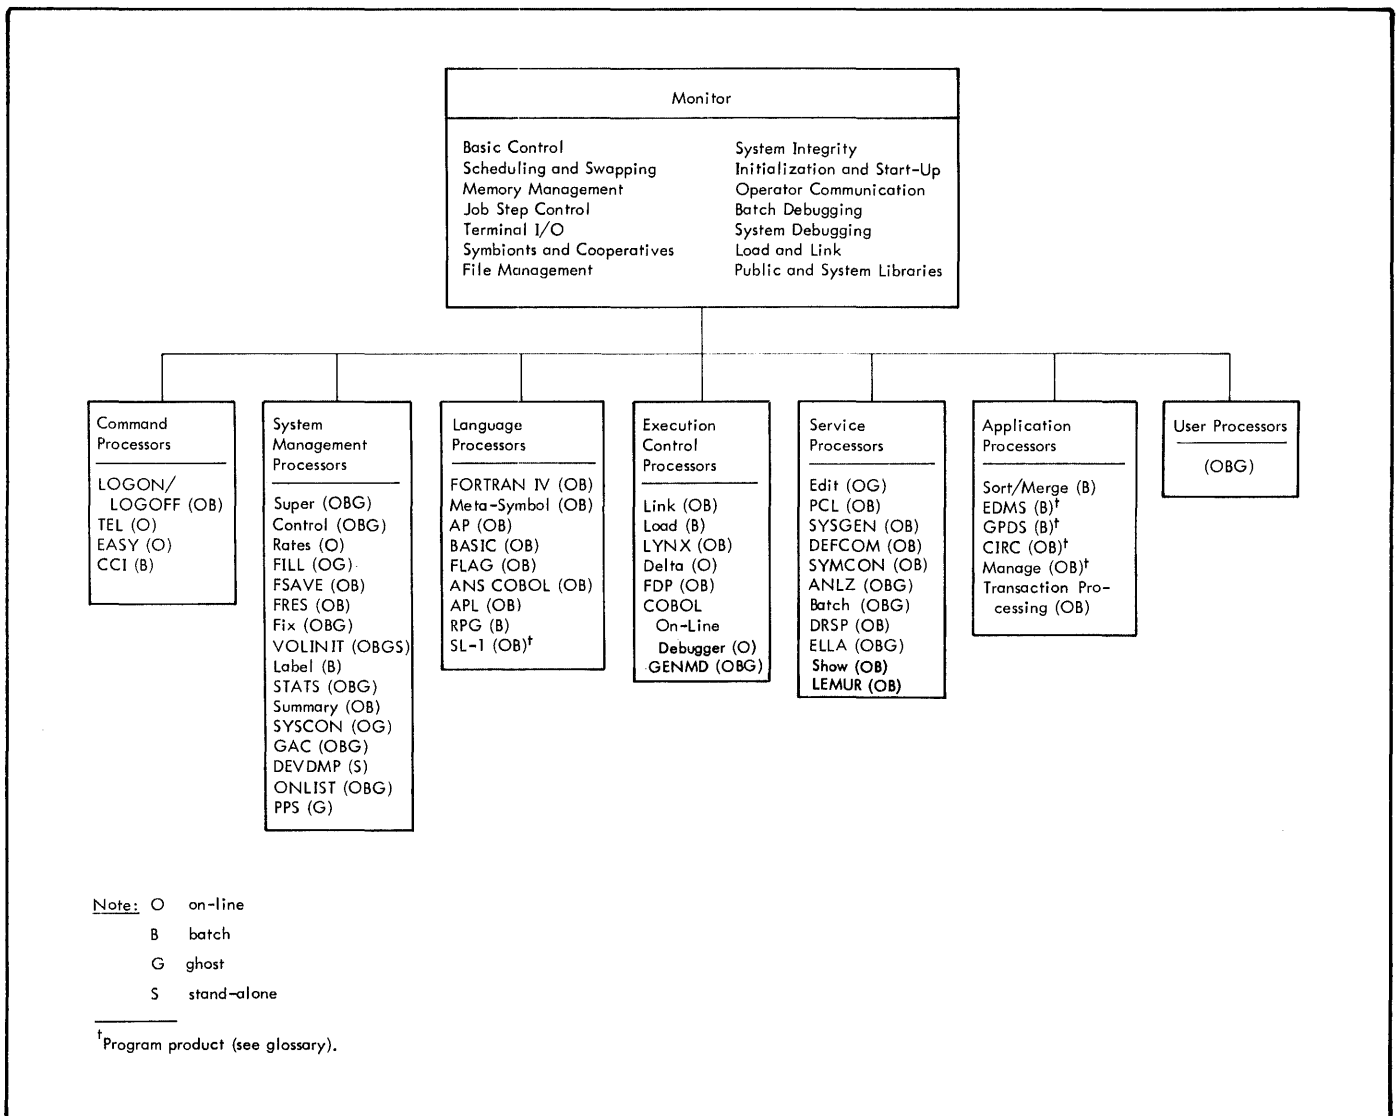 Monitor
Basic Control
Scheduling and Swapping
Memory Management
Job Step Control
Terminal I/O
Symbionts and Cooperatives
File Management
System Integrity
Initialization and Start-Up
Operator Communication
Batch Debugging
System Debugging
Load and Link
Public and System Libraries
Command
Processors
LOGON/
LOGOFF (OB)
TEL (O)
EASY (O)
CCI (B)
System
Management
Processors
Super (OBG)
Control (OBG)
Rates (O)
FILL (OG)
FSAVE (OB)
FRES (OB)
Fix (OBG)
VOLINIT (OBGS)
Label (B)
STATS (OBG)
Summary (OB)
SYSCON (OG)
GAC (OBG)
DEVDMP (S)
ONLIST (OBG)
PPS (G)
Language
Processors
FORTRAN IV (OB)
Meta-Symbol (OB)
AP (OB)
BASIC (OB)
FLAG (OB)
ANS COBOL (OB)
APL (OB)
RPG (B)
SL-1 (OB)†
Execution
Control
Processors
Link (OB)
Load (B)
LYNX (OB)
Delta (O)
FDP (OB)
COBOL
On-Line
Debugger (O)
GENMD (OBG)
Service
Processors
Edit (OG)
PCL (OB)
SYSGEN (OB)
DEFCOM (OB)
SYMCON (OB)
ANLZ (OBG)
Batch (OBG)
DRSP (OB)
ELLA (OBG)
Show (OB)
LEMUR (OB)
Application
Processors
Sort/Merge (B)
EDMS (B)†
GPDS (B)†
CIRC (OB)†
Manage (OB)†
Transaction Pro-
cessing (OB)
User Processors
(OBG)
Note: O on-line
B batch
G ghost
S stand-alone
†Program product (see glossary).